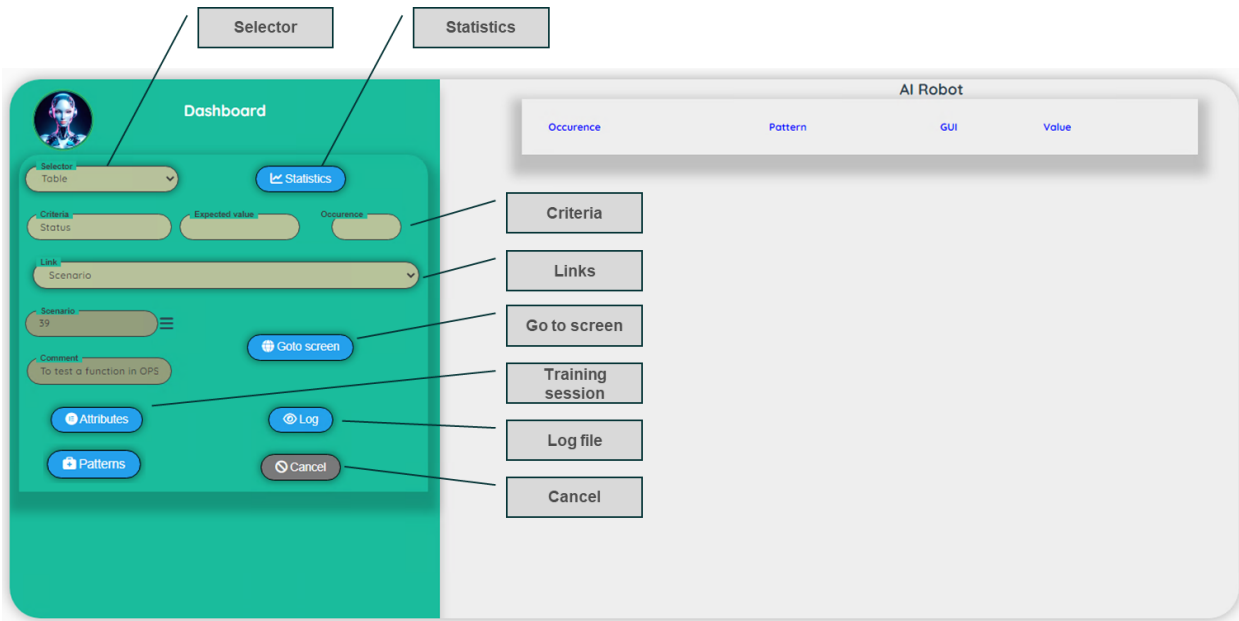 Selector
Statistics
Dashboard
AI Robot
Occurence
Pattern
GUI
Value
Selector
Table
Statistics
Criteria
Status
Expected value
Occurence
Criteria
Link
Scenario
Links
Scenario
39
Goto screen
Go to screen
Comment
To test a function in OPS
Training
session
Attributes
Log
Log file
Patterns
Cancel
Cancel